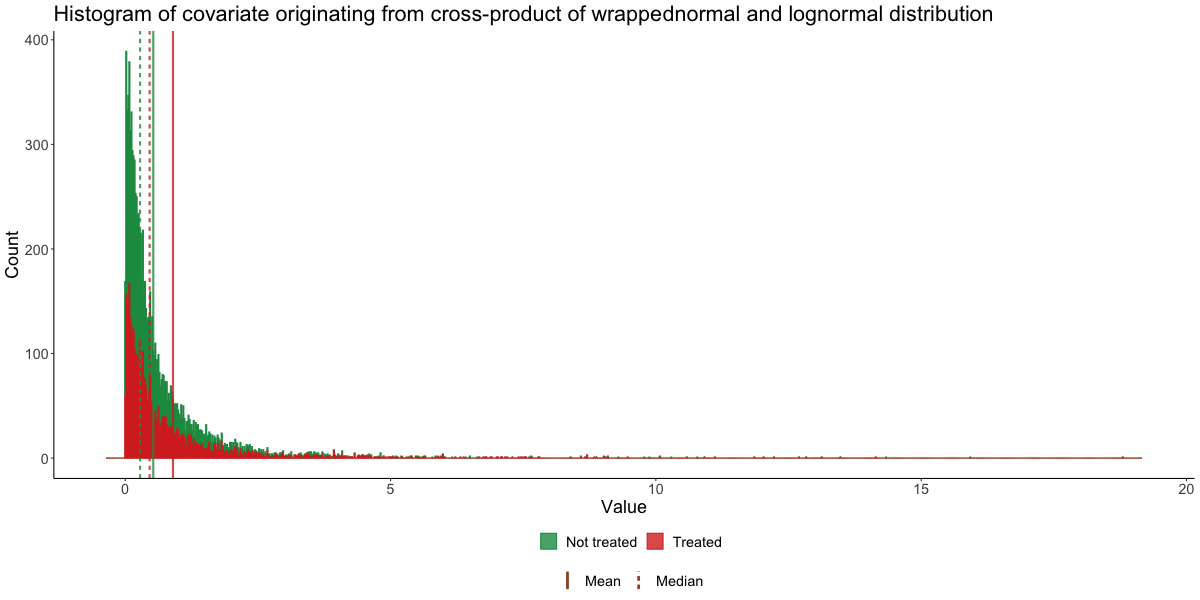 Histogram of covariate originating from cross-product of wrappednormal and lognormal distribution
400
300
200
100
0
Count
0 5 10 15 20
Value
Not treated Treated
Mean Median